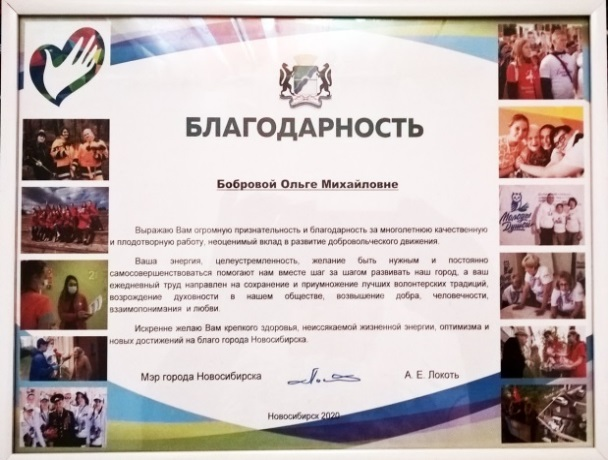 БЛАГОДАРНОСТЬ
Бобровой Ольге Михайловне
Выражаю Вам огромную признательность и благодарность за многолетнюю качественную
и плодотворную работу, неоценимый вклад в развитие добровольческого движения.
Ваша энергия, целеустремленность, желание быть нужным и постоянно
самосовершенствоваться помогают нам вместе шаг за шагом развивать наш город, а ваш
ежедневный труд направлен на сохранение и приумножение лучших волонтерских традиций,
возрождение духовности в нашем обществе, возвышение добра, человечности,
взаимопонимания и любви.
Искренне желаю Вам крепкого здоровья, неиссякаемой жизненной энергии, оптимизма и
новых достижений на благо города Новосибирска.
Мэр города Новосибирска А. Е. Локоть
Новосибирск 2020